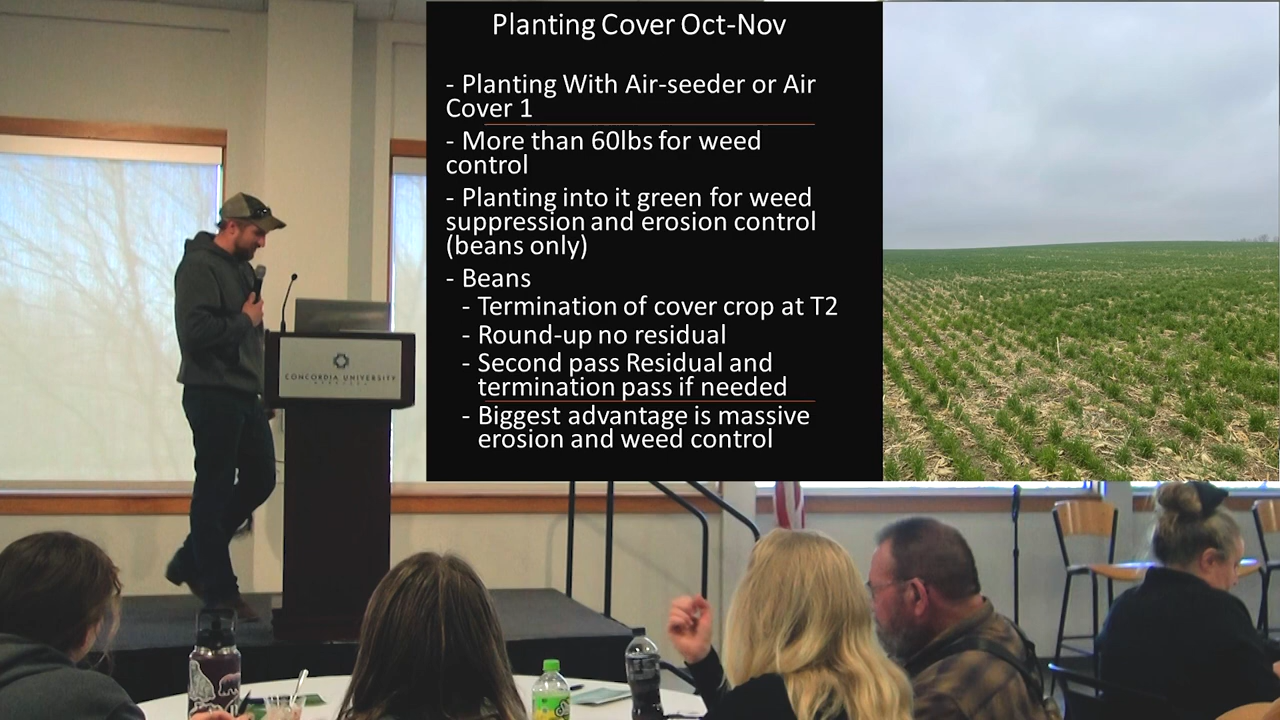 Planting Cover Oct-Nov
- Planting With Air-seeder or Air
Cover 1
- More than 60lbs for weed
control
- Planting into it green for weed
suppression and erosion control
(beans only)
- Beans
- Termination of cover crop at T2
- Round-up no residual
- Second pass Residual and
termination pass if needed
- Biggest advantage is massive
erosion and weed control
CONCORDIA UNIVERSITY
NEBRASKA